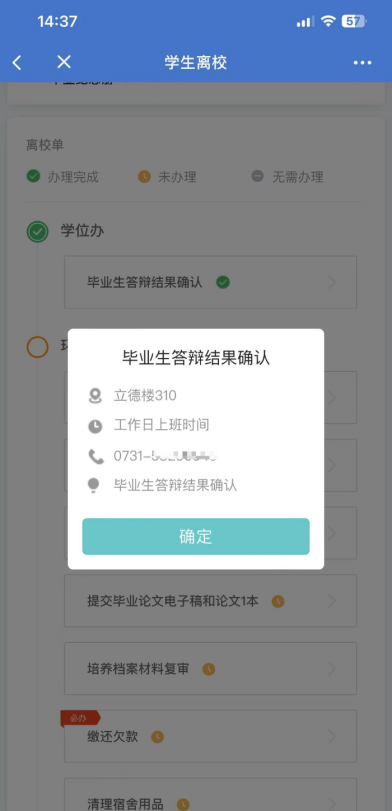 14:37
57
学生离校
离校单
办理完成
未办理
无需办理
学位办
毕业生答辩结果确认
毕业生答辩结果确认
立德楼310
工作日上班时间
0731-
毕业生答辩结果确认
确定
提交毕业论文电子稿和论文1本
培养档案材料复审
必办
缴还欠款
清理宿舍用品